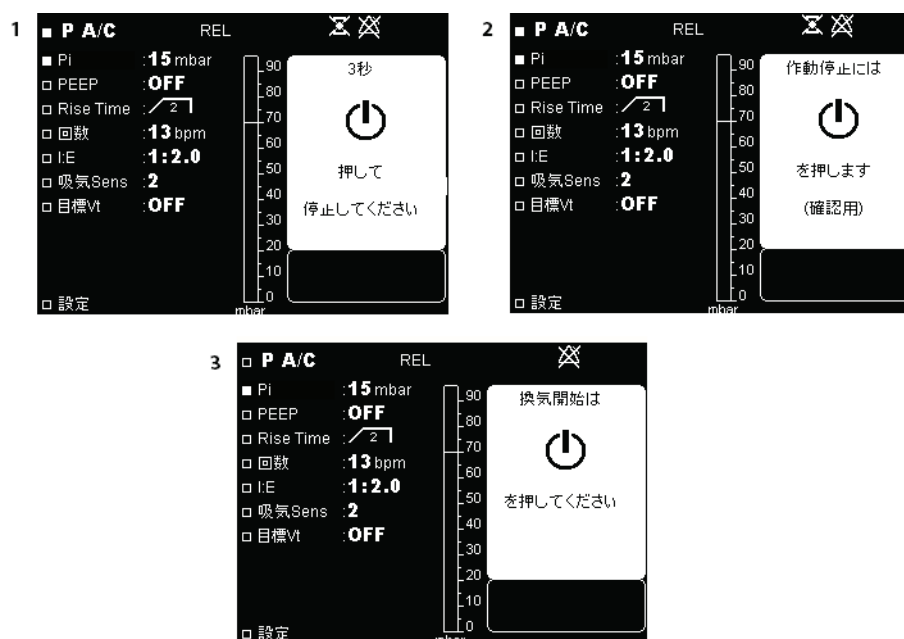 1
P A/C REL
Pi :15 mbar
PEEP :OFF
Rise Time : 2
回数 :13 bpm
I:E :1:2.0
吸気Sens :2
目標Vt :OFF
設定
90
80
70
60
50
40
30
20
10
0
mbar
3秒
押して
停止してください
2
P A/C REL
Pi :15 mbar
PEEP :OFF
Rise Time : 2
回数 :13 bpm
I:E :1:2.0
吸気Sens :2
目標Vt :OFF
設定
90
80
70
60
50
40
30
20
10
0
mbar
作動停止には
を押します
(確認用)
3
P A/C REL
Pi :15 mbar
PEEP :OFF
Rise Time : 2
回数 :13 bpm
I:E :1:2.0
吸気Sens :2
目標Vt :OFF
設定
90
80
70
60
50
40
30
20
10
0
mbar
換気開始は
を押してください